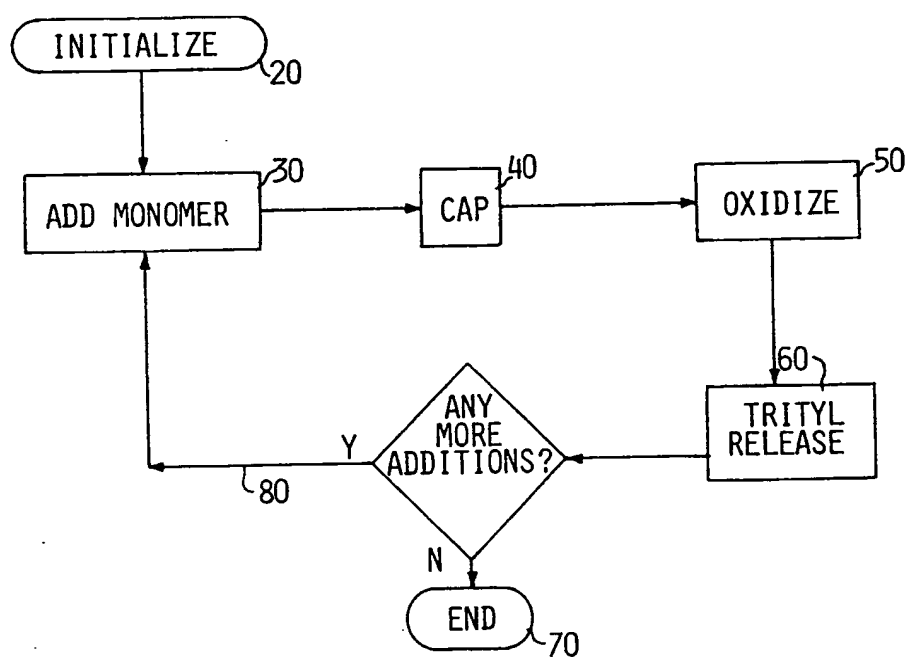 INITIALIZE
20
30
ADD MONOMER
40
CAP
50
OXIDIZE
60
TRITYL
RELEASE
ANY
MORE
ADDITIONS?
Y
80
N
END
70